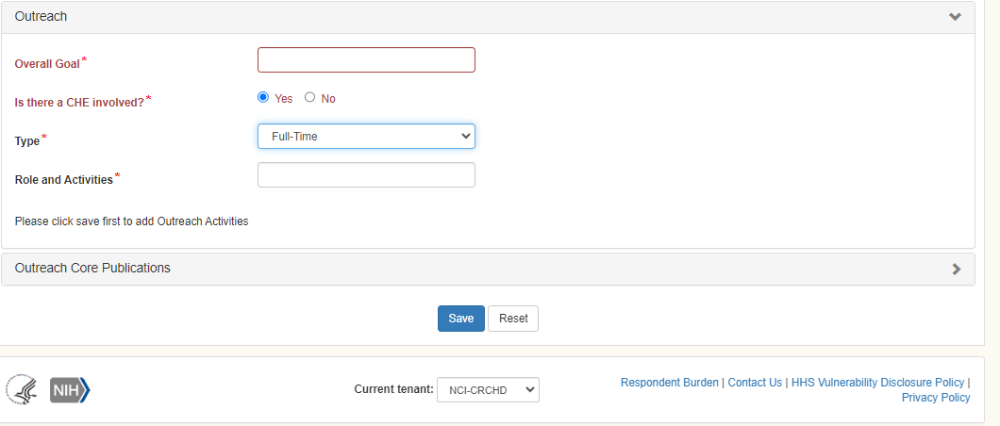 Outreach
Overall Goal*
Is there a CHE involved?* Yes No
Type* Full-Time
Role and Activities*
Please click save first to add Outreach Activities
Outreach Core Publications
Save Reset
NIH Current tenant: NCI-CRCHD Respondent Burden | Contact Us | HHS Vulnerability Disclosure Policy |
Privacy Policy